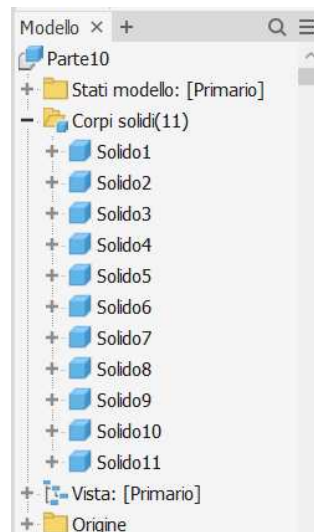 Modello × +
Parte10
Stati modello: [Primario]
Corpi solidi(11)
Solido1
Solido2
Solido3
Solido4
Solido5
Solido6
Solido7
Solido8
Solido9
Solido10
Solido11
Vista: [Primario]
Origine